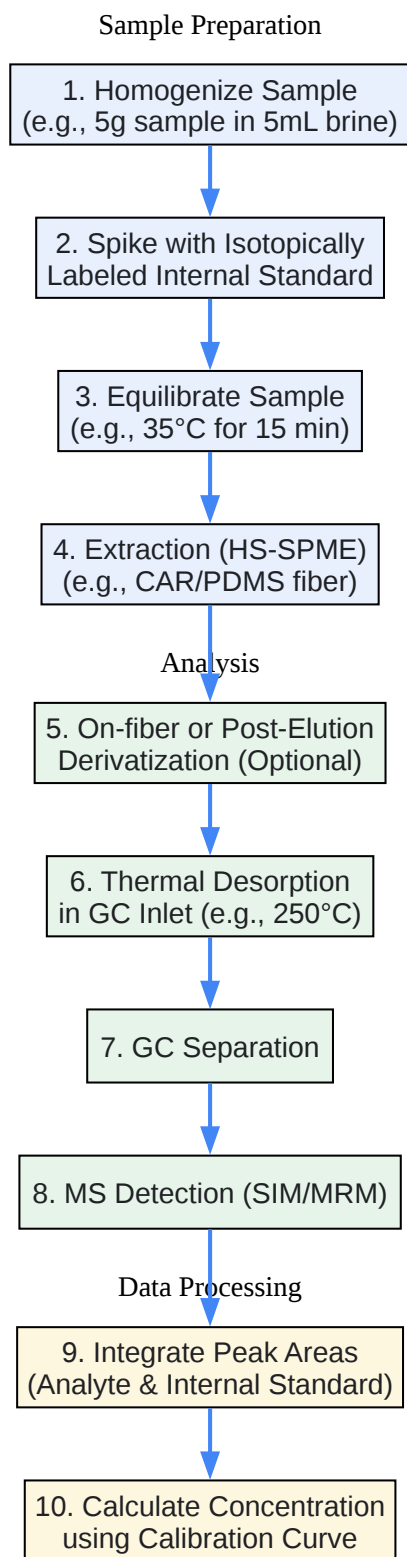 Sample Preparation
1. Homogenize Sample
(e.g., 5g sample in 5mL brine)
2. Spike with Isotopically
Labeled Internal Standard
3. Equilibrate Sample
(e.g., 35°C for 15 min)
4. Extraction (HS-SPME)
(e.g., CAR/PDMS fiber)
Analysis
5. On-fiber or Post-Elution
Derivatization (Optional)
6. Thermal Desorption
in GC Inlet (e.g., 250°C)
7. GC Separation
8. MS Detection (SIM/MRM)
Data Processing
9. Integrate Peak Areas
(Analyte & Internal Standard)
10. Calculate Concentration
using Calibration Curve